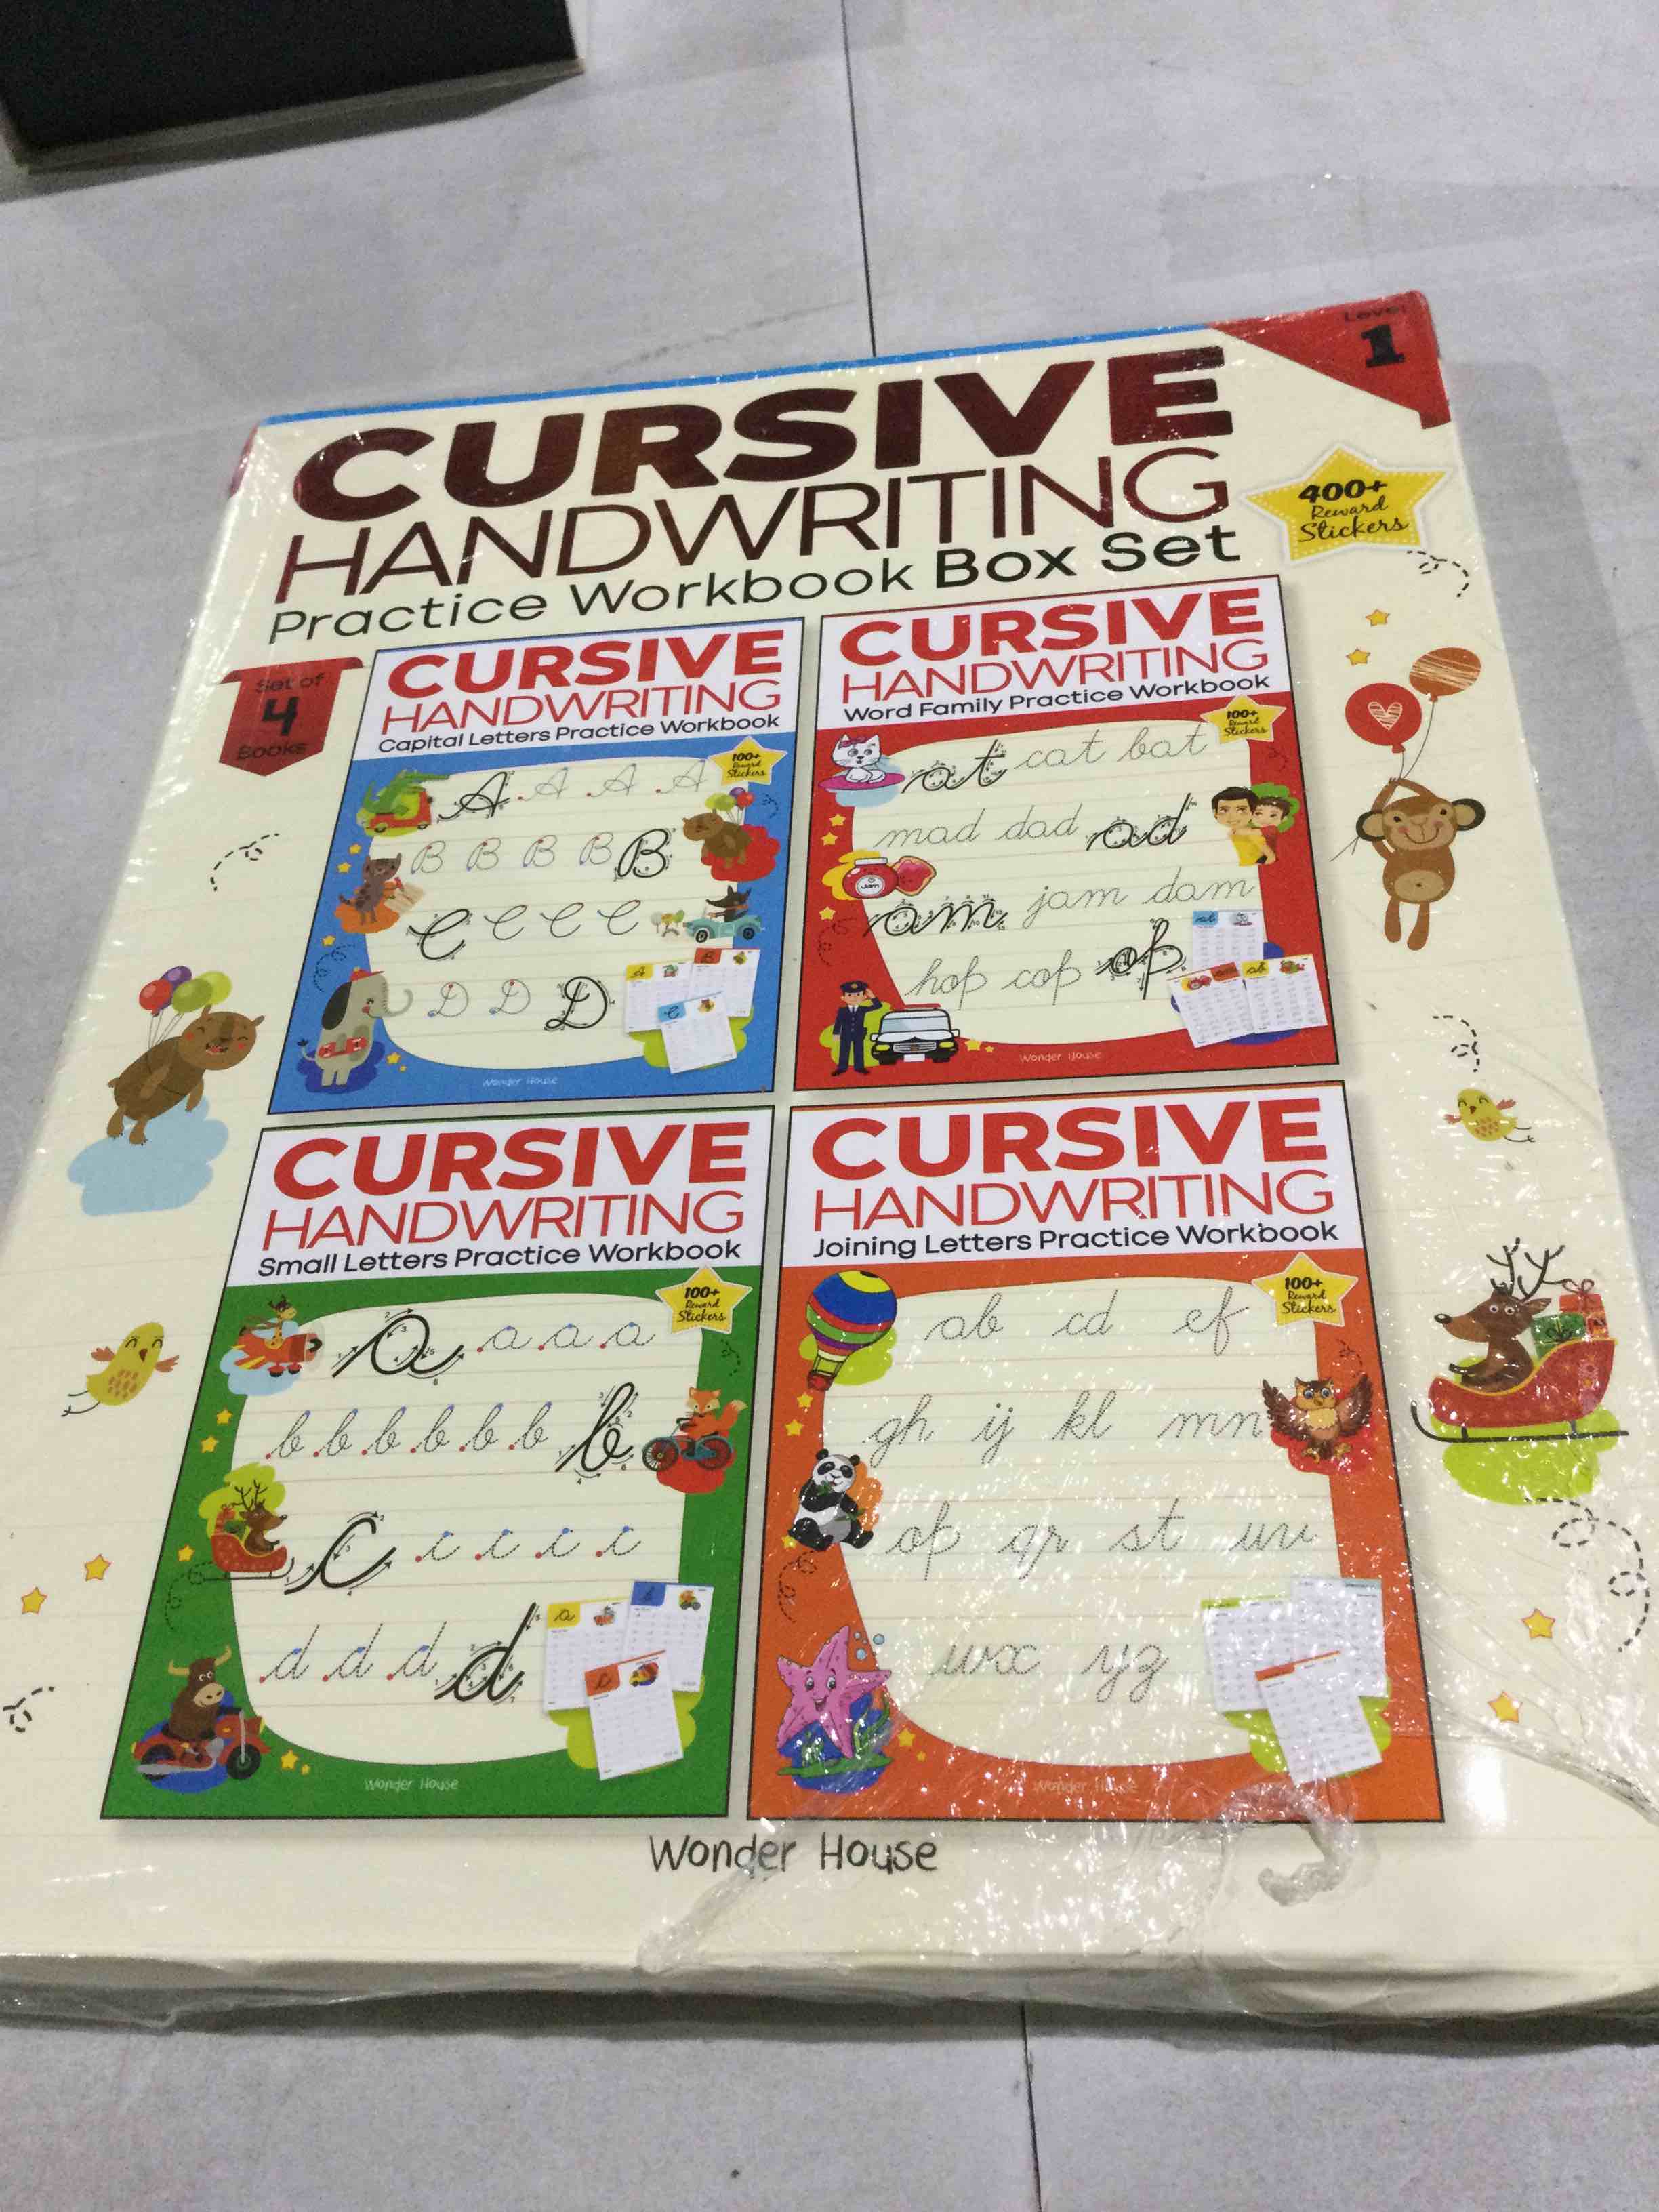 Level
1
CURSIVE
HANDWRITING
Practice Workbook Box Set
400+
Reward
Stickers
Set of
4
Books
CURSIVE
HANDWRITING
Capital Letters Practice Workbook
100+
Reward
Stickers
A A A A
B B B B B
C C C C
D D D
Wonder House
CURSIVE
HANDWRITING
Word Family Practice Workbook
100+
Reward
Stickers
at cat bat
mad dad ad
Jam
am jam dam
hop cop op
Wonder House
CURSIVE
HANDWRITING
Small Letters Practice Workbook
100+
Reward
Stickers
a a a a
b b b b b b b
c c c c c
d d d d
Wonder House
CURSIVE
HANDWRITING
Joining Letters Practice Workbook
100+
Reward
Stickers
ab cd ef
gh ij kl mn
op qr st uv
wx yz
Wonder House
Wonder House